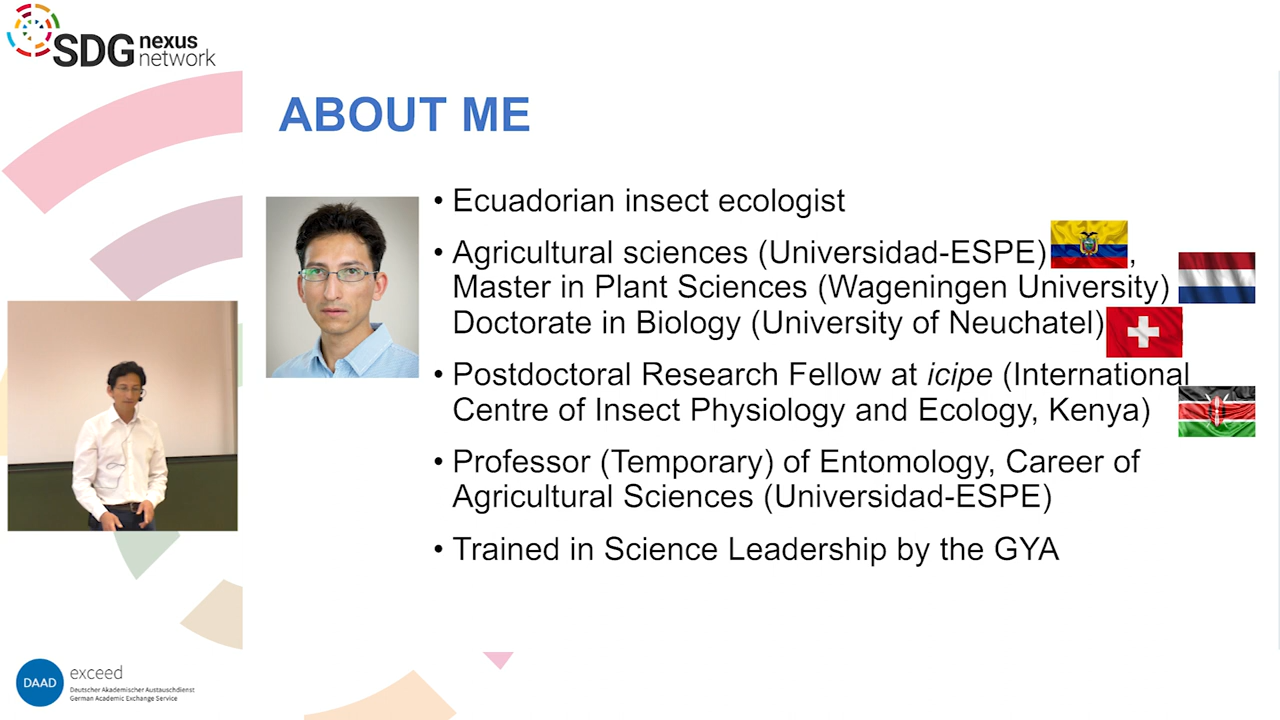 SDG nexus
network
ABOUT ME
• Ecuadorian insect ecologist
• Agricultural sciences (Universidad-ESPE) ,
Master in Plant Sciences (Wageningen University)
Doctorate in Biology (University of Neuchatel)
• Postdoctoral Research Fellow at icipe (International
Centre of Insect Physiology and Ecology, Kenya)
• Professor (Temporary) of Entomology, Career of
Agricultural Sciences (Universidad-ESPE)
• Trained in Science Leadership by the GYA
DAAD
exceed
Deutscher Akademischer Austauschdienst
German Academic Exchange Service